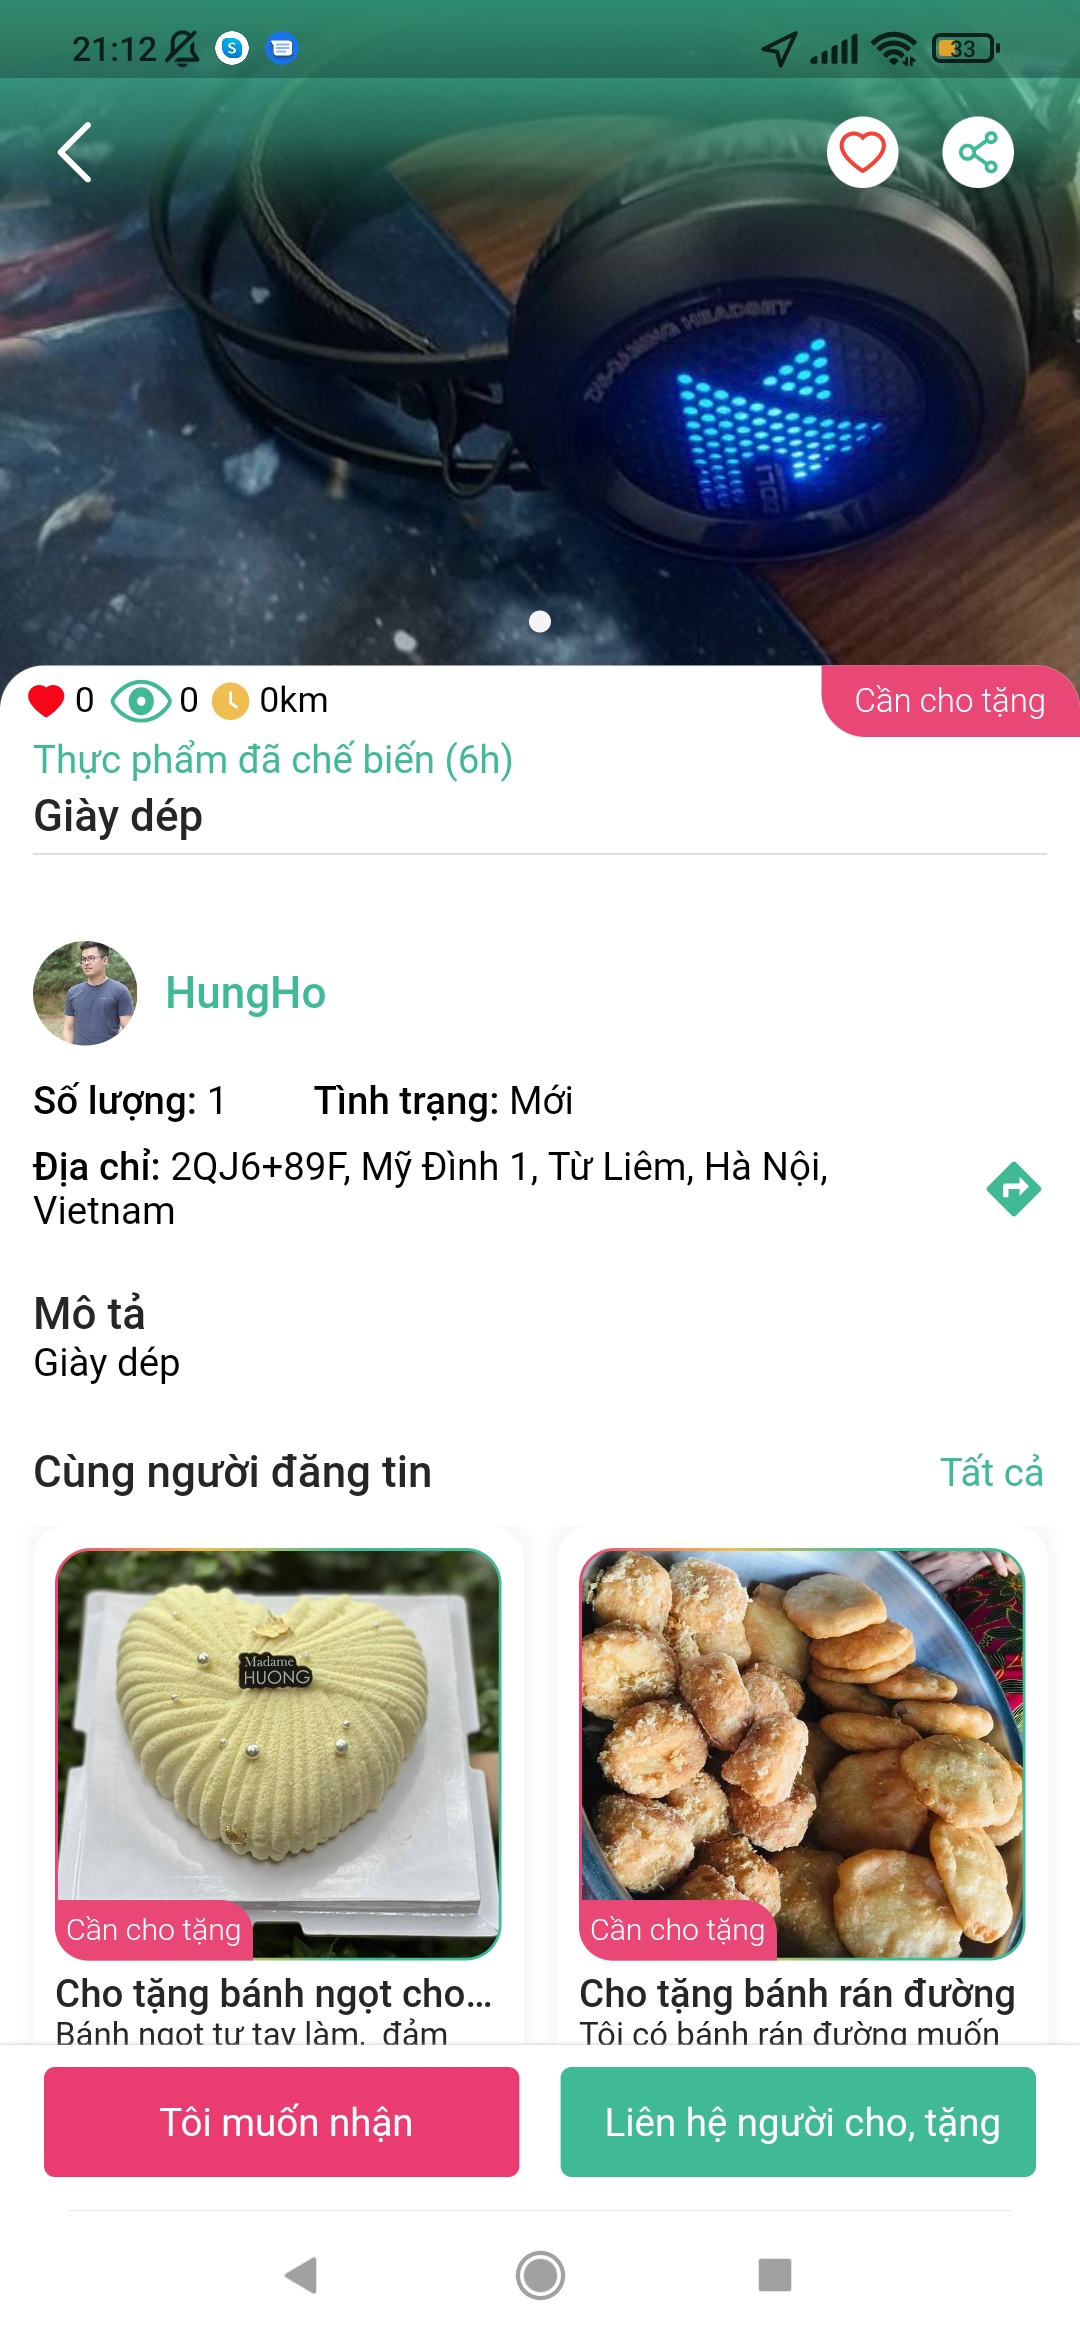 21:12
33
GAMING HEADSET
Cần cho tặng
0 0 0km
Thực phẩm đã chế biến (6h)
Giày dép
HungHo
Số lượng: 1 Tình trạng: Mới
Địa chỉ: 2QJ6+89F, Mỹ Đình 1, Từ Liêm, Hà Nội,
Vietnam
Mô tả
Giày dép
Cùng người đăng tin Tất cả
Madame
HUONG
Cần cho tặng
Cho tặng bánh ngọt cho...
Bánh ngọt tự tay làm, đảm
Cần cho tặng
Cho tặng bánh rán đường
Tôi có bánh rán đường muốn
Tôi muốn nhận
Liên hệ người cho, tặng